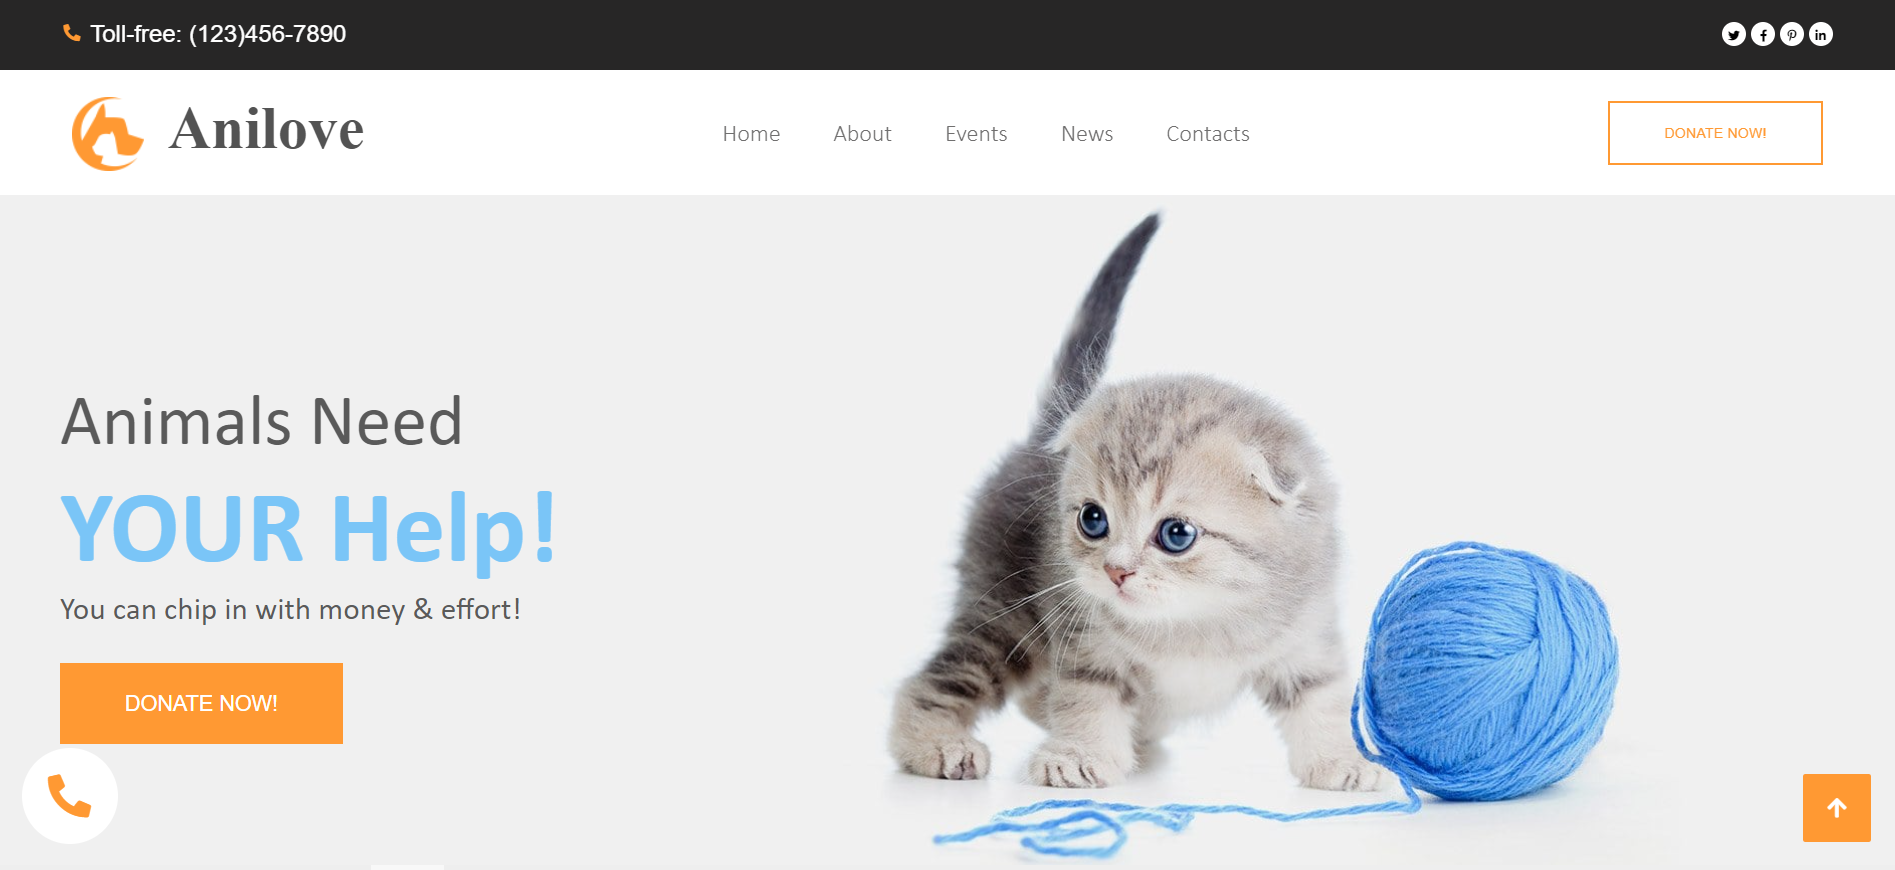 Toll-free: (123)456-7890
Anilove
Home About Events News Contacts
DONATE NOW!
Animals Need
YOUR Help!
You can chip in with money & effort!
DONATE NOW!